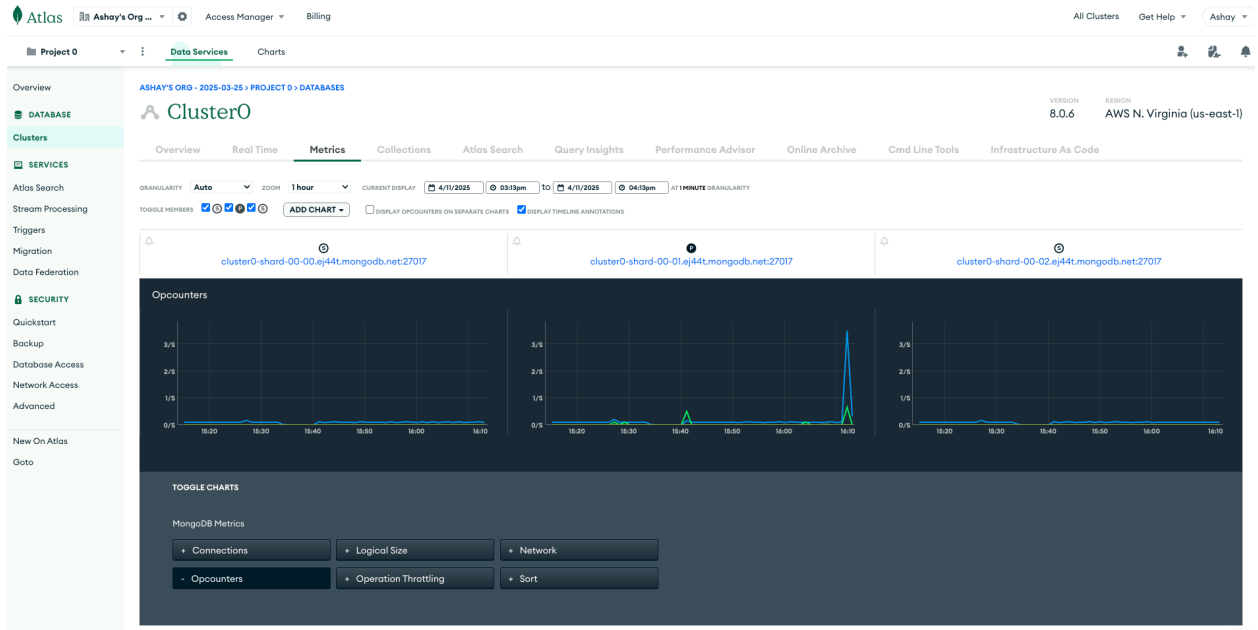 Atlas
Ashay's Org ...
Access Manager
Billing
All Clusters
Get Help
Ashay
Project 0
Data Services
Charts
Overview
DATABASE
Clusters
SERVICES
Atlas Search
Stream Processing
Triggers
Migration
Data Federation
SECURITY
Quickstart
Backup
Database Access
Network Access
Advanced
New On Atlas
Goto
ASHAY'S ORG - 2025-03-25 > PROJECT 0 > DATABASES
Cluster0
VERSION
8.0.6
REGION
AWS N. Virginia (us-east-1)
Overview Real Time Metrics Collections Atlas Search Query Insights Performance Advisor Online Archive Cmd Line Tools Infrastructure As Code
GRANULARITY Auto ZOOM 1 hour CURRENT DISPLAY 4/11/2025 03:13pm to 4/11/2025 04:13pm AT 1 MINUTE GRANULARITY
TOGGLE MEMBERS S P S ADD CHART DISPLAY OPCOUNTERS ON SEPARATE CHARTS DISPLAY TIMELINE ANNOTATIONS
S
cluster0-shard-00-00.ej44t.mongodb.net:27017
P
cluster0-shard-00-01.ej44t.mongodb.net:27017
S
cluster0-shard-00-02.ej44t.mongodb.net:27017
Opcounters
3/S
2/S
1/S
0/S
15:20 15:30 15:40 15:50 16:00 16:10
3/S
2/S
1/S
0/S
15:20 15:30 15:40 15:50 16:00 16:10
3/S
2/S
1/S
0/S
15:20 15:30 15:40 15:50 16:00 16:10
TOGGLE CHARTS
MongoDB Metrics
+ Connections
+ Logical Size
+ Network
- Opcounters
+ Operation Throttling
+ Sort